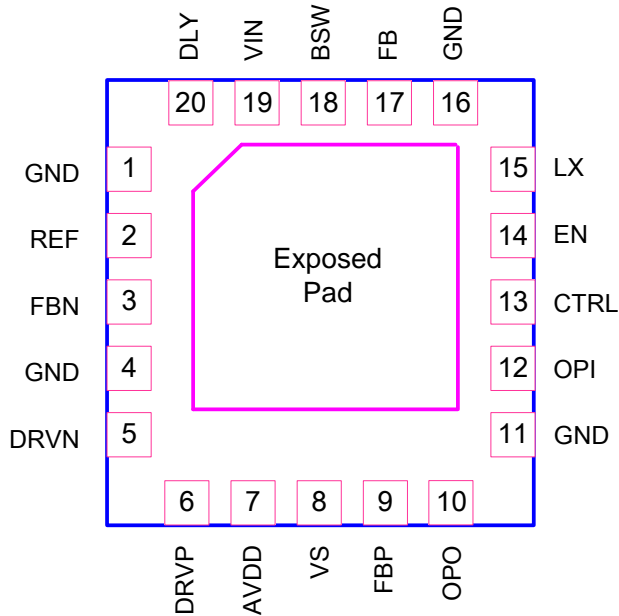 DLY VIN BSW FB GND
20 19 18 17 16
GND 1 15 LX
REF 2 14 EN
Exposed
Pad
FBN 3 13 CTRL
GND 4 12 OPI
DRVN 5 11 GND
6 7 8 9 10
DRVP AVDD VS FBP OPO